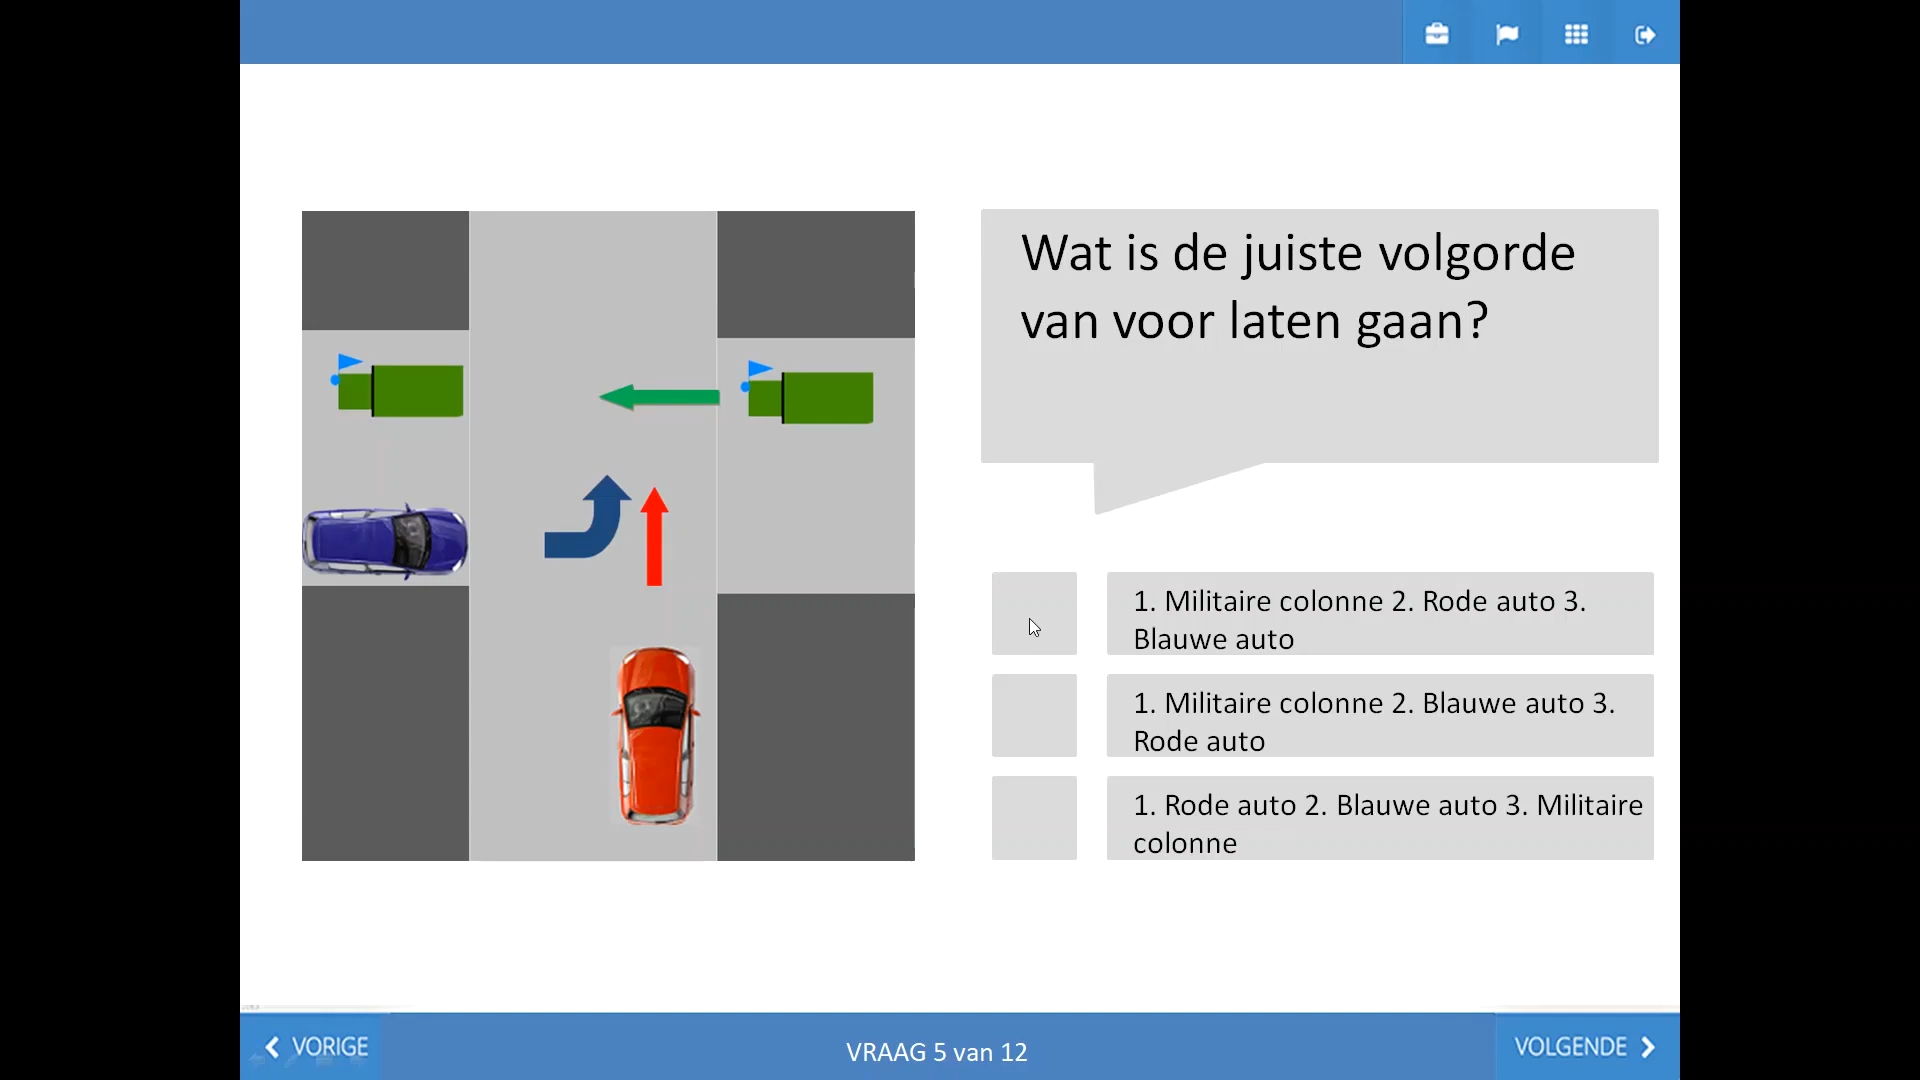 Wat is de juiste volgorde
van voor laten gaan?
1. Militaire colonne 2. Rode auto 3.
Blauwe auto
1. Militaire colonne 2. Blauwe auto 3.
Rode auto
1. Rode auto 2. Blauwe auto 3. Militaire
colonne
VORIGE
VRAAG 5 van 12
VOLGENDE